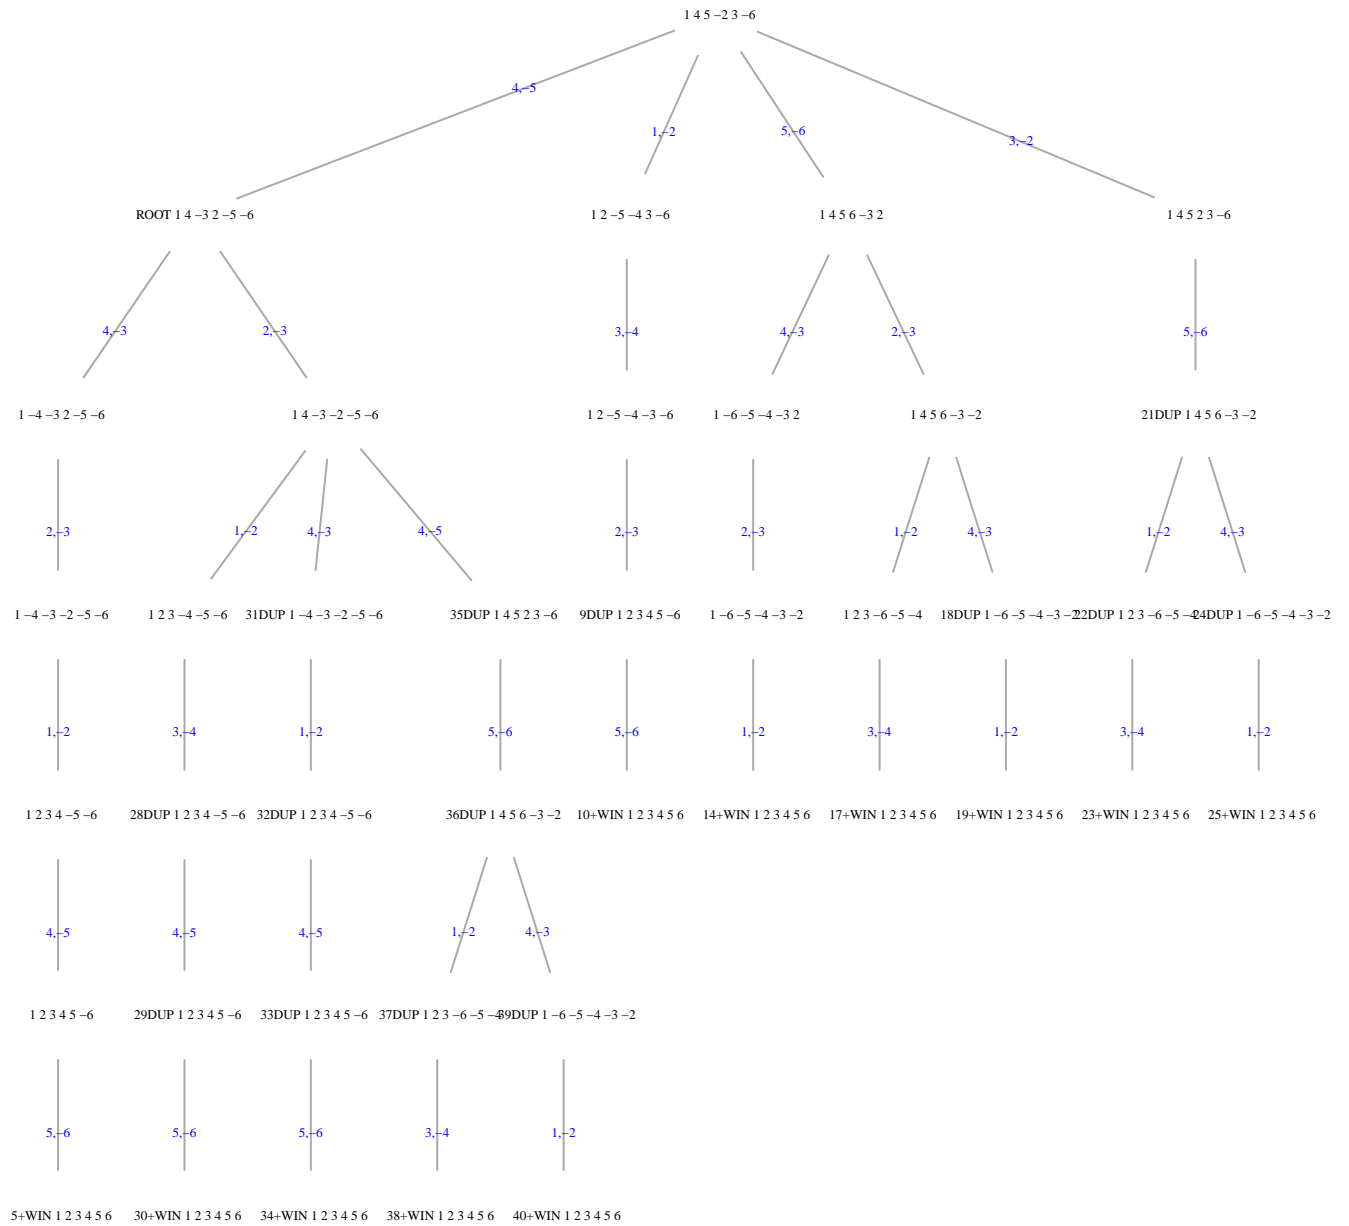 1 4 5 −2 3 −6
4,−5
1,−2
5,−6
3,−2
ROOT 1 4 −3 2 −5 −6
1 2 −5 −4 3 −6
1 4 5 6 −3 2
1 4 5 2 3 −6
4,−3
2,−3
3,−4
4,−3
2,−3
5,−6
1 −4 −3 2 −5 −6
1 4 −3 −2 −5 −6
1 2 −5 −4 −3 −6
1 −6 −5 −4 −3 2
1 4 5 6 −3 −2
21DUP 1 4 5 6 −3 −2
2,−3
1,−2
4,−3
4,−5
2,−3
2,−3
1,−2
4,−3
1,−2
4,−3
1 −4 −3 −2 −5 −6
1 2 3 −4 −5 −6
31DUP 1 −4 −3 −2 −5 −6
35DUP 1 4 5 2 3 −6
9DUP 1 2 3 4 5 −6
1 −6 −5 −4 −3 −2
1 2 3 −6 −5 −4
18DUP 1 −6 −5 −4 −3 −2
22DUP 1 2 3 −6 −5 −4
24DUP 1 −6 −5 −4 −3 −2
1,−2
3,−4
1,−2
5,−6
5,−6
1,−2
3,−4
1,−2
3,−4
1,−2
1 2 3 4 −5 −6
28DUP 1 2 3 4 −5 −6
32DUP 1 2 3 4 −5 −6
36DUP 1 4 5 6 −3 −2
10+WIN 1 2 3 4 5 6
14+WIN 1 2 3 4 5 6
17+WIN 1 2 3 4 5 6
19+WIN 1 2 3 4 5 6
23+WIN 1 2 3 4 5 6
25+WIN 1 2 3 4 5 6
4,−5
4,−5
4,−5
1,−2
4,−3
1 2 3 4 5 −6
29DUP 1 2 3 4 5 −6
33DUP 1 2 3 4 5 −6
37DUP 1 2 3 −6 −5 −4
39DUP 1 −6 −5 −4 −3 −2
5,−6
5,−6
5,−6
3,−4
1,−2
5+WIN 1 2 3 4 5 6
30+WIN 1 2 3 4 5 6
34+WIN 1 2 3 4 5 6
38+WIN 1 2 3 4 5 6
40+WIN 1 2 3 4 5 6